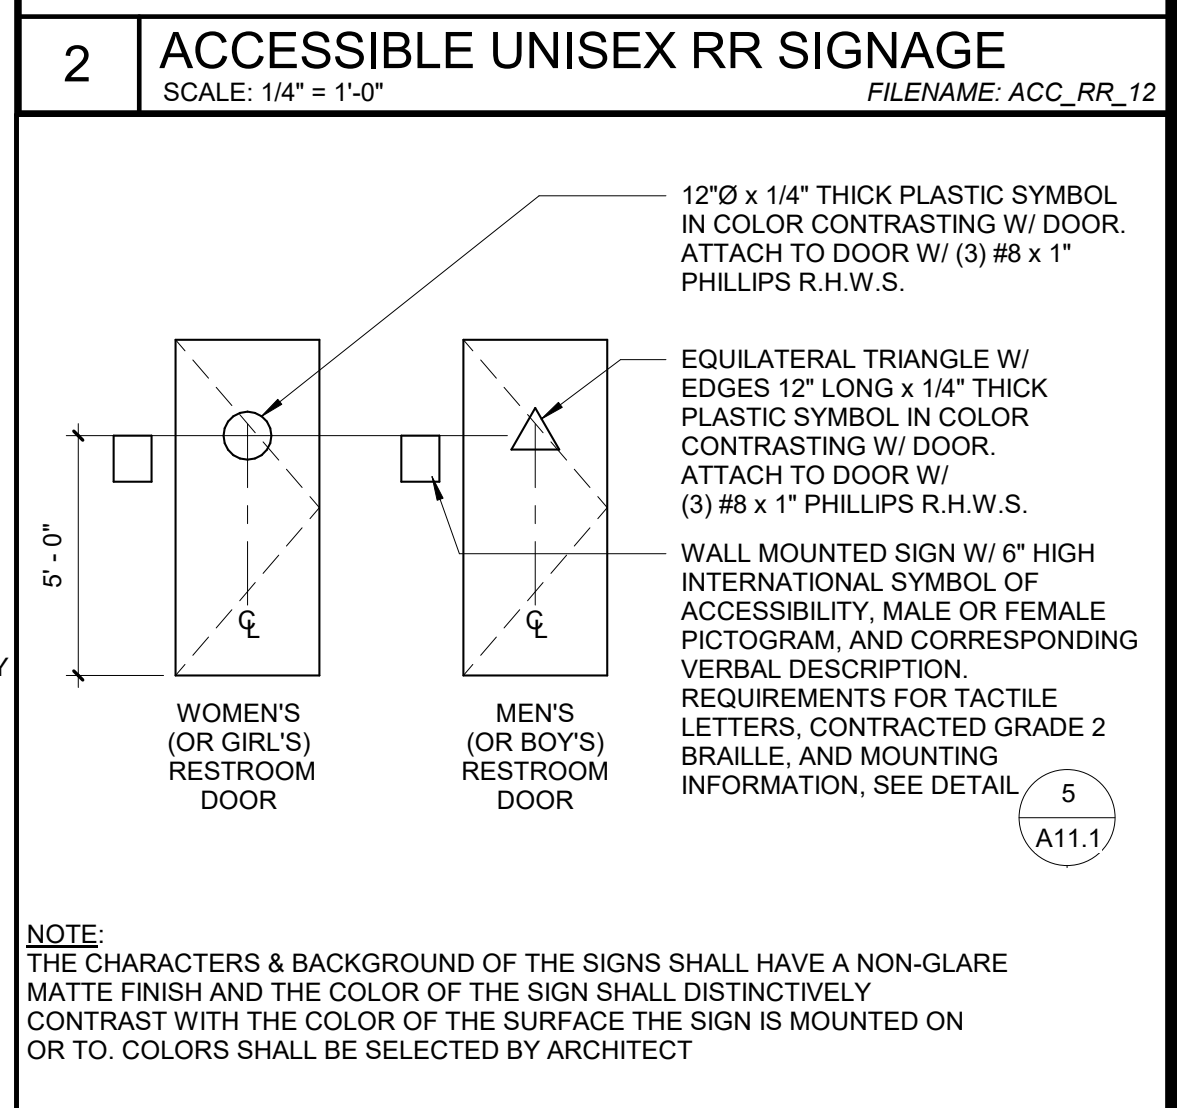 2
ACCESSIBLE UNISEX RR SIGNAGE
SCALE: 1/4" = 1'-0"
FILENAME: ACC_RR_12
12"Ø x 1/4" THICK PLASTIC SYMBOL
IN COLOR CONTRASTING W/ DOOR.
ATTACH TO DOOR W/ (3) #8 x 1"
PHILLIPS R.H.W.S.
EQUILATERAL TRIANGLE W/
EDGES 12" LONG x 1/4" THICK
PLASTIC SYMBOL IN COLOR
CONTRASTING W/ DOOR.
ATTACH TO DOOR W/
(3) #8 x 1" PHILLIPS R.H.W.S.
WALL MOUNTED SIGN W/ 6" HIGH
INTERNATIONAL SYMBOL OF
ACCESSIBILITY, MALE OR FEMALE
PICTOGRAM, AND CORRESPONDING
VERBAL DESCRIPTION.
REQUIREMENTS FOR TACTILE
LETTERS, CONTRACTED GRADE 2
BRAILLE, AND MOUNTING
INFORMATION, SEE DETAIL
5
A11.1
5' - 0"
℄
℄
Y
WOMEN'S
(OR GIRL'S)
RESTROOM
DOOR
MEN'S
(OR BOY'S)
RESTROOM
DOOR
NOTE:
THE CHARACTERS & BACKGROUND OF THE SIGNS SHALL HAVE A NON-GLARE
MATTE FINISH AND THE COLOR OF THE SIGN SHALL DISTINCTIVELY
CONTRAST WITH THE COLOR OF THE SURFACE THE SIGN IS MOUNTED ON
OR TO. COLORS SHALL BE SELECTED BY ARCHITECT